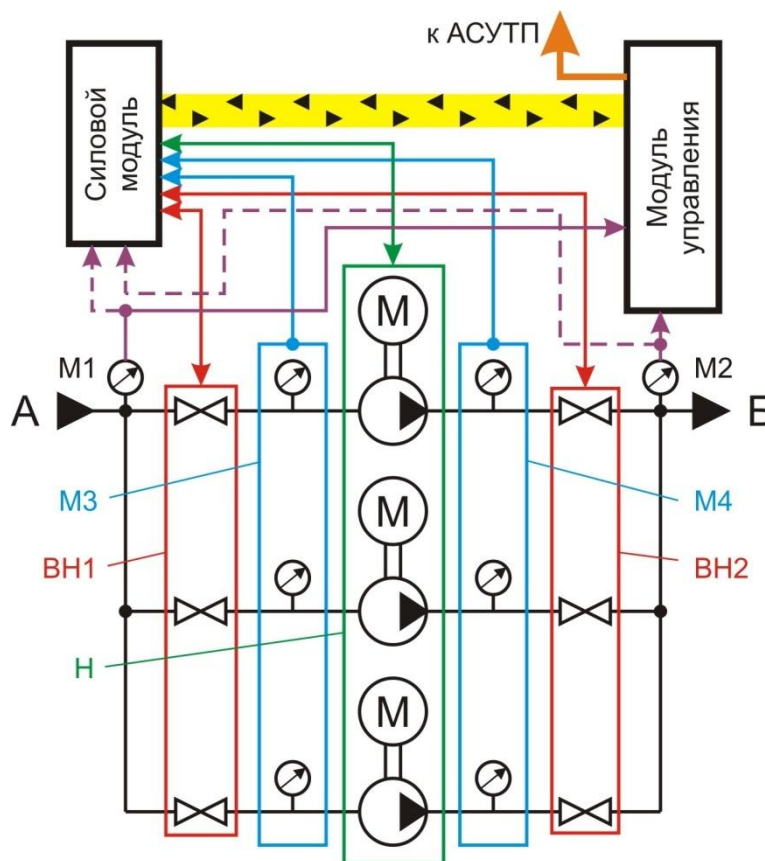 к АСУТП
Силовой
модуль
Модуль
управления
М
М1
М2
А
Б
М3
М4
М
ВН1
ВН2
Н
М